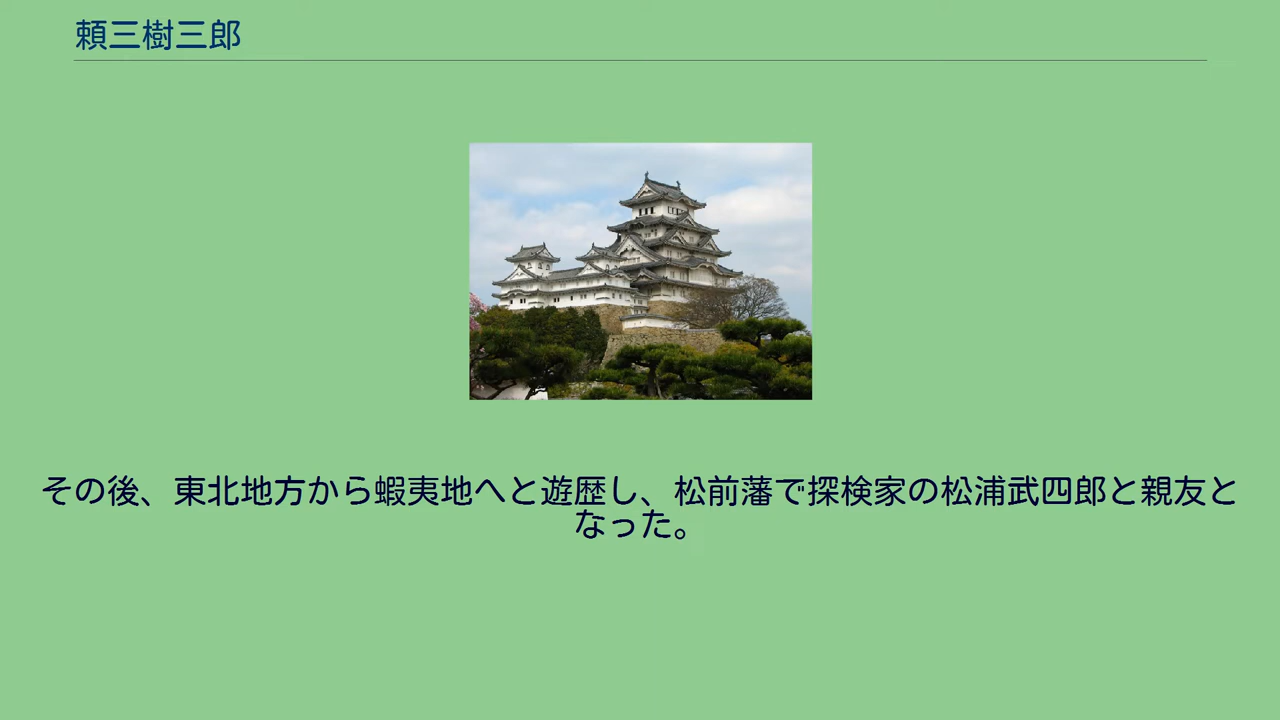 頼三樹三郎
その後、東北地方から蝦夷地へと遊歴し、松前藩で探検家の松浦武四郎と親友と
なった。